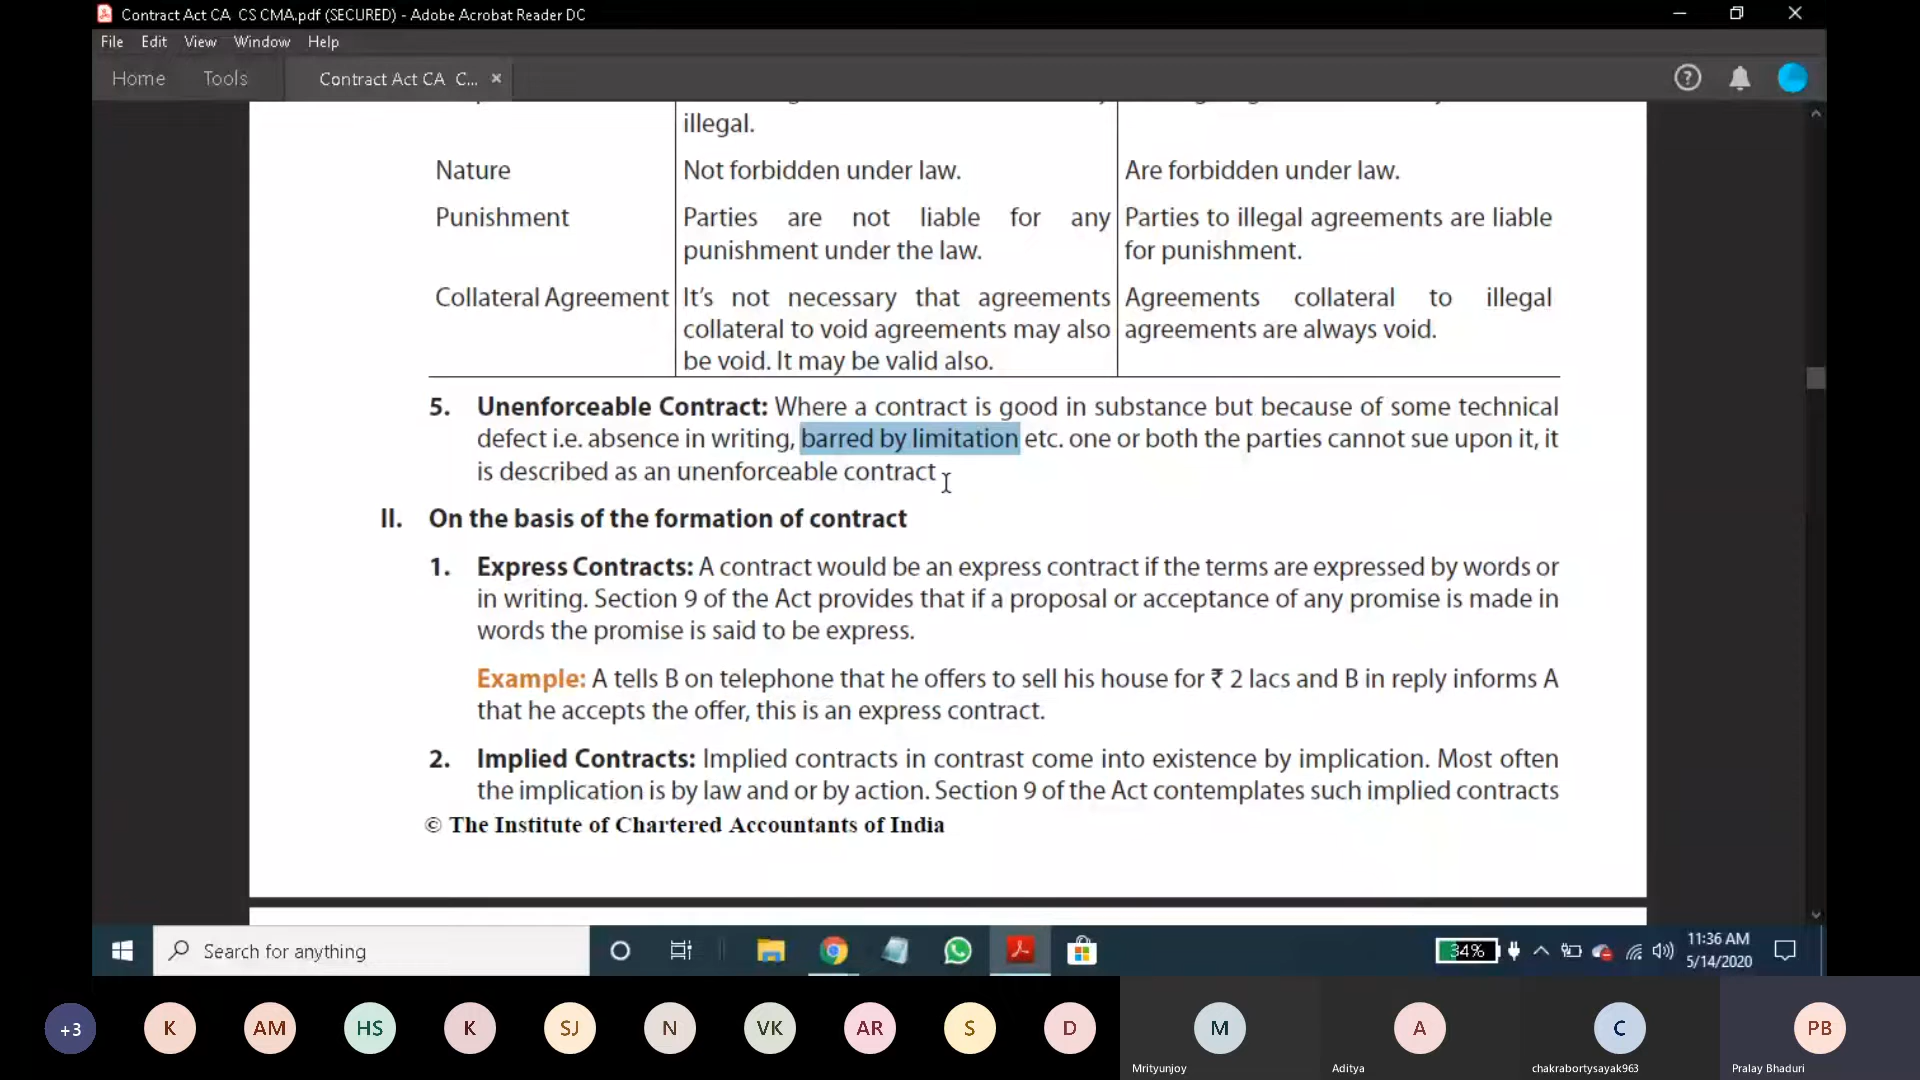 Contract Act CA CS CMA.pdf (SECURED) - Adobe Acrobat Reader DC
File Edit View Window Help
Home Tools Contract Act CA C... ×
illegal.
Nature Not forbidden under law. Are forbidden under law.
Punishment Parties are not liable for any Parties to illegal agreements are liable
punishment under the law. for punishment.
Collateral Agreement It's not necessary that agreements Agreements collateral to illegal
collateral to void agreements may also agreements are always void.
be void. It may be valid also.
5. Unenforceable Contract: Where a contract is good in substance but because of some technical
defect i.e. absence in writing, barred by limitation etc. one or both the parties cannot sue upon it, it
is described as an unenforceable contract
II. On the basis of the formation of contract
1. Express Contracts: A contract would be an express contract if the terms are expressed by words or
in writing. Section 9 of the Act provides that if a proposal or acceptance of any promise is made in
words the promise is said to be express.
Example: A tells B on telephone that he offers to sell his house for ₹ 2 lacs and B in reply informs A
that he accepts the offer, this is an express contract.
2. Implied Contracts: Implied contracts in contrast come into existence by implication. Most often
the implication is by law and or by action. Section 9 of the Act contemplates such implied contracts
© The Institute of Chartered Accountants of India
Search for anything
34%
11:36 AM
5/14/2020
+3 K AM HS K SJ N VK AR S D M A C PB
Mrityunjoy Aditya chakrabortysayak963 Pralay Bhaduri